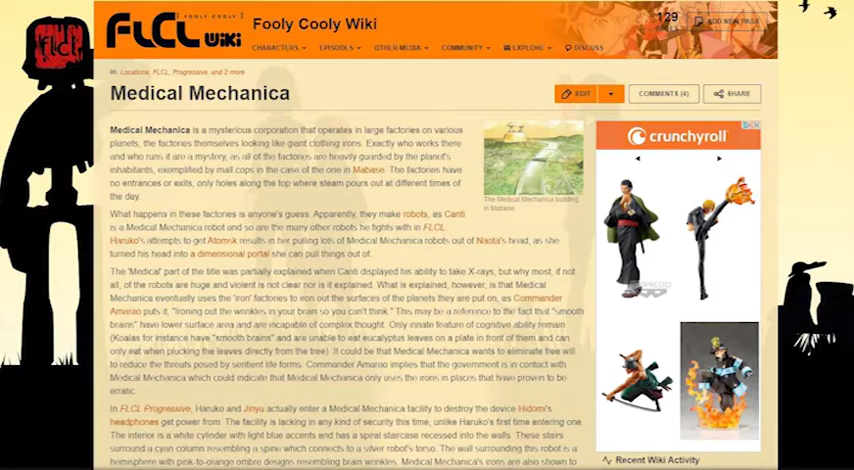 [ FOOLY COOLY ]
FLCL Wiki
Fooly Cooly Wiki
129
PAGES
ADD NEW PAGE
CHARACTERS
EPISODES
OTHER MEDIA
COMMUNITY
EXPLORE
DISCUSS
FLCL
in: Locations, FLCL, Progressive, and 2 more
Medical Mechanica
EDIT
COMMENTS (4)
SHARE
Medical Mechanica is a mysterious corporation that operates in large factories on various
planets, the factories themselves looking like giant clothing irons. Exactly who works there
and who runs it are a mystery, as all of the factories are heavily guarded by the planet's
inhabitants, exemplified by mall cops in the case of the one in Mabase. The factories have
no entrances or exits, only holes along the top where steam pours out at different times of
the day.
The Medical Mechanica building
in Mabase.
What happens in these factories is anyone's guess. Apparently, they make robots, as Canti
is a Medical Mechanica robot and so are the many other robots he fights with in FLCL
Haruko's attempts to get Atomsk results in her pulling lots of Medical Mechanica robots out of Naota's head, as she
turned his head into a dimensional portal she can pull things out of.
The 'Medical' part of the title was partially explained when Canti displayed his ability to take X-rays, but why most, if not
all, of the robots are huge and violent is not clear nor is it explained. What is explained, however, is that Medical
Mechanica eventually uses the 'iron' factories to iron out the surfaces of the planets they are put on, as Commander
Amarao puts it, "Ironing out the wrinkles in your brain so you can't think." This may be a reference to the fact that "smooth
brains" have lower surface area and are incapable of complex thought. Only innate feature of cognitive ability remain
(Koalas for instance have "smooth brains" and are unable to eat eucalyptus leaves on a plate in front of them and can
only eat when plucking the leaves directly from the tree). It could be that Medical Mechanica wants to eliminate free will
to reduce the threats posed by sentient life forms. Commander Amarao implies that the government is in contact with
Medical Mechanica which could indicate that Medical Mechanica only uses the irons in places that have proven to be
erratic.
In FLCL Progressive, Haruko and Jinyu actually enter a Medical Mechanica facility to destroy the device Hidomi's
headphones get power from. The facility is lacking in any kind of security this time, unlike Haruko's first time entering one.
The interior is a white cylinder with light blue accents and has a spiral staircase recessed into the walls. These stairs
surround a cyan column resembling a spine which connects to a silver robot's torso. The wall surrounding this robot is a
hemisphere with pink-to-orange ombre designs resembling brain wrinkles. Medical Mechanica's irons are also shown to
crunchyroll
Recent Wiki Activity